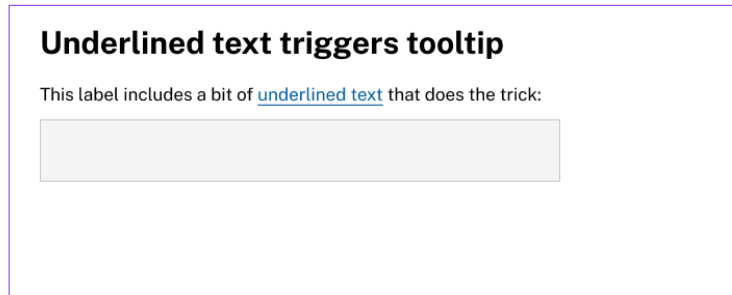 Underlined text triggers tooltip
This label includes a bit of underlined text that does the trick: